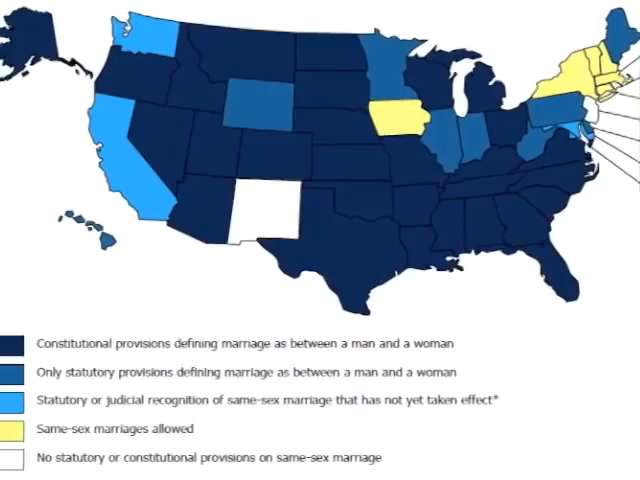 Constitutional provisions defining marriage as between a man and a woman
Only statutory provisions defining marriage as between a man and a woman
Statutory or judicial recognition of same-sex marriage that has not yet taken effect*
Same-sex marriages allowed
No statutory or constitutional provisions on same-sex marriage